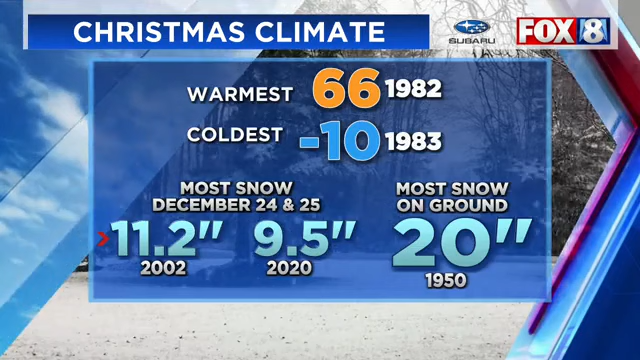 CHRISTMAS CLIMATE
SUBARU
FOX 8
WARMEST 66 1982
COLDEST -10 1983
MOST SNOW
DECEMBER 24 & 25
11.2" 9.5"
2002 2020
MOST SNOW
ON GROUND
20"
1950